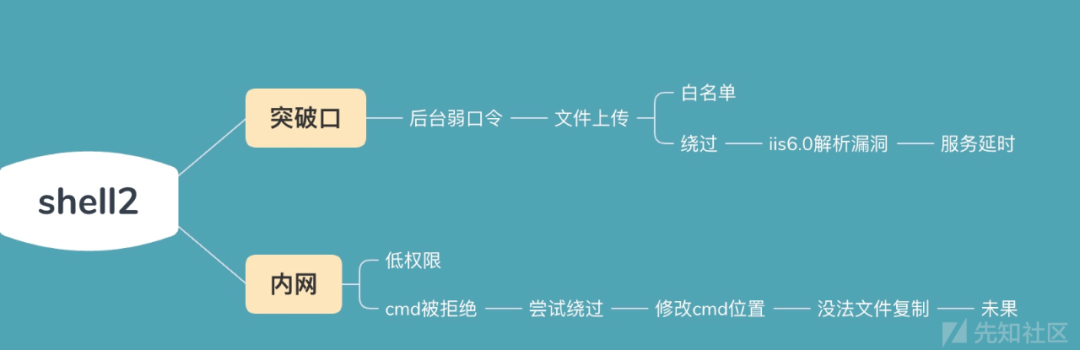 shell2
突破口
后台弱口令
文件上传
白名单
绕过
iis6.0解析漏洞
服务延时
内网
低权限
cmd被拒绝
尝试绕过
修改cmd位置
没法文件复制
未果
先知社区